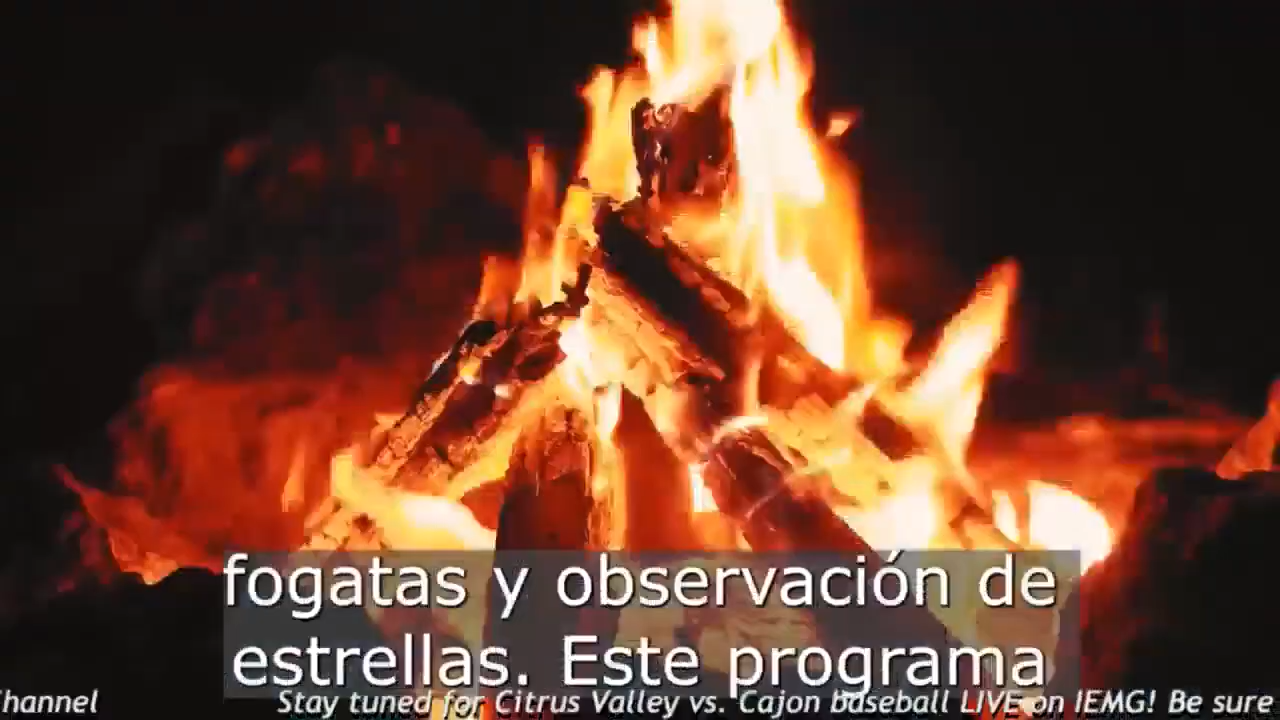 fogatas y observación de
estrellas. Este programa
Channel Stay tuned for Citrus Valley vs. Cajon baseball LIVE on IEMG! Be sure